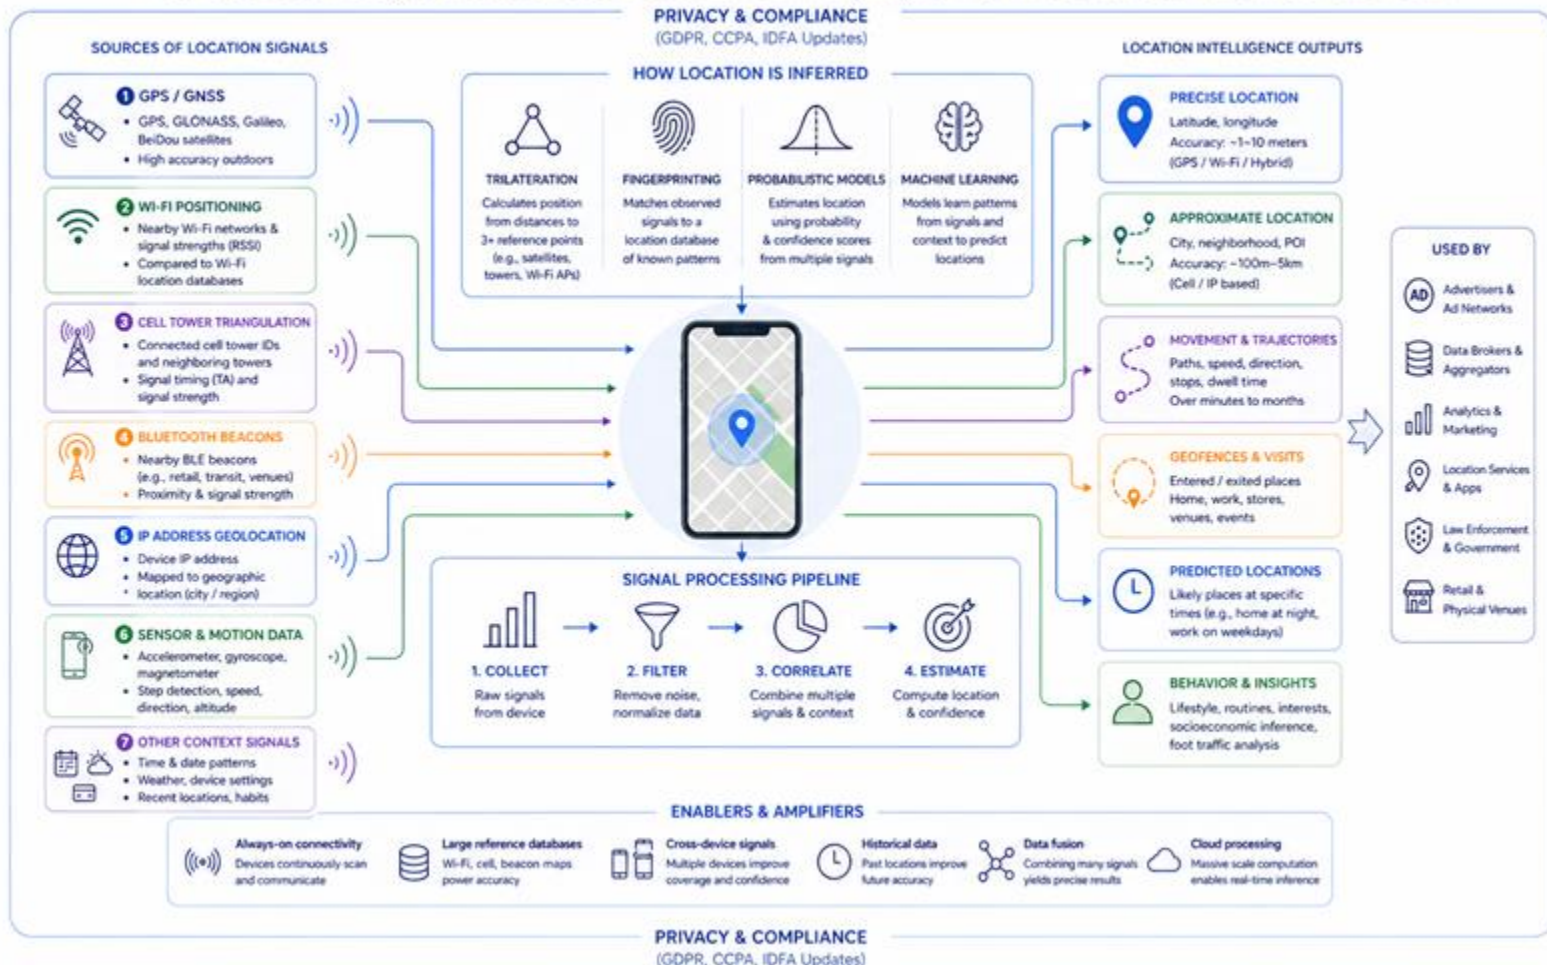 PRIVACY & COMPLIANCE
(GDPR, CCPA, IDFA Updates)
SOURCES OF LOCATION SIGNALS
1 GPS / GNSS
• GPS, GLONASS, Galileo,
BeiDou satellites
• High accuracy outdoors
2 WI-FI POSITIONING
• Nearby Wi-Fi networks &
signal strengths (RSSI)
• Compared to Wi-Fi
location databases
3 CELL TOWER TRIANGULATION
• Connected cell tower IDs
and neighboring towers
• Signal timing (TA) and
signal strength
4 BLUETOOTH BEACONS
• Nearby BLE beacons
(e.g., retail, transit, venues)
• Proximity & signal strength
5 IP ADDRESS GEOLOCATION
• Device IP address
• Mapped to geographic
• location (city / region)
6 SENSOR & MOTION DATA
• Accelerometer, gyroscope,
magnetometer
• Step detection, speed,
direction, altitude
7 OTHER CONTEXT SIGNALS
• Time & date patterns
• Weather, device settings
• Recent locations, habits
HOW LOCATION IS INFERRED
TRILATERATION
Calculates position
from distances to
3+ reference points
(e.g., satellites,
towers, Wi-Fi APs)
FINGERPRINTING
Matches observed
signals to a
location database
of known patterns
PROBABILISTIC MODELS
Estimates location
using probability
& confidence scores
from multiple signals
MACHINE LEARNING
Models learn patterns
from signals and
context to predict
locations
SIGNAL PROCESSING PIPELINE
1. COLLECT
Raw signals
from device
2. FILTER
Remove noise,
normalize data
3. CORRELATE
Combine multiple
signals & context
4. ESTIMATE
Compute location
& confidence
LOCATION INTELLIGENCE OUTPUTS
PRECISE LOCATION
Latitude, longitude
Accuracy: ~1–10 meters
(GPS / Wi-Fi / Hybrid)
APPROXIMATE LOCATION
City, neighborhood, POI
Accuracy: ~100m–5km
(Cell / IP based)
MOVEMENT & TRAJECTORIES
Paths, speed, direction,
stops, dwell time
Over minutes to months
GEOFENCES & VISITS
Entered / exited places
Home, work, stores,
venues, events
PREDICTED LOCATIONS
Likely places at specific
times (e.g., home at night,
work on weekdays)
BEHAVIOR & INSIGHTS
Lifestyle, routines, interests,
socioeconomic inference,
foot traffic analysis
USED BY
AD
Advertisers &
Ad Networks
Data Brokers &
Aggregators
Analytics &
Marketing
Location Services
& Apps
Law Enforcement
& Government
Retail &
Physical Venues
ENABLERS & AMPLIFIERS
Always-on connectivity
Devices continuously scan
and communicate
Large reference databases
Wi-Fi, cell, beacon maps
power accuracy
Cross-device signals
Multiple devices improve
coverage and confidence
Historical data
Past locations improve
future accuracy
Data fusion
Combining many signals
yields precise results
Cloud processing
Massive scale computation
enables real-time inference
PRIVACY & COMPLIANCE
(GDPR, CCPA, IDFA Updates)